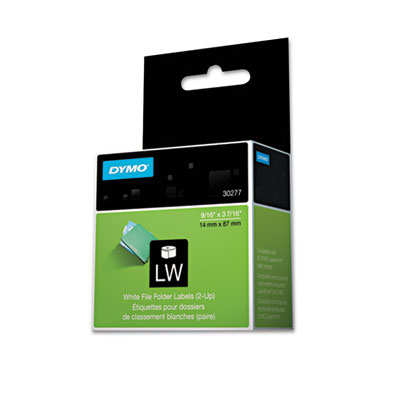 DYMO
30277
9/16" x 3.7/16"
14 mm x 87 mm
LW
White File Folder Labels (2-Up)
Étiquettes pour dossiers
de classement blanches (paire)
DYMO